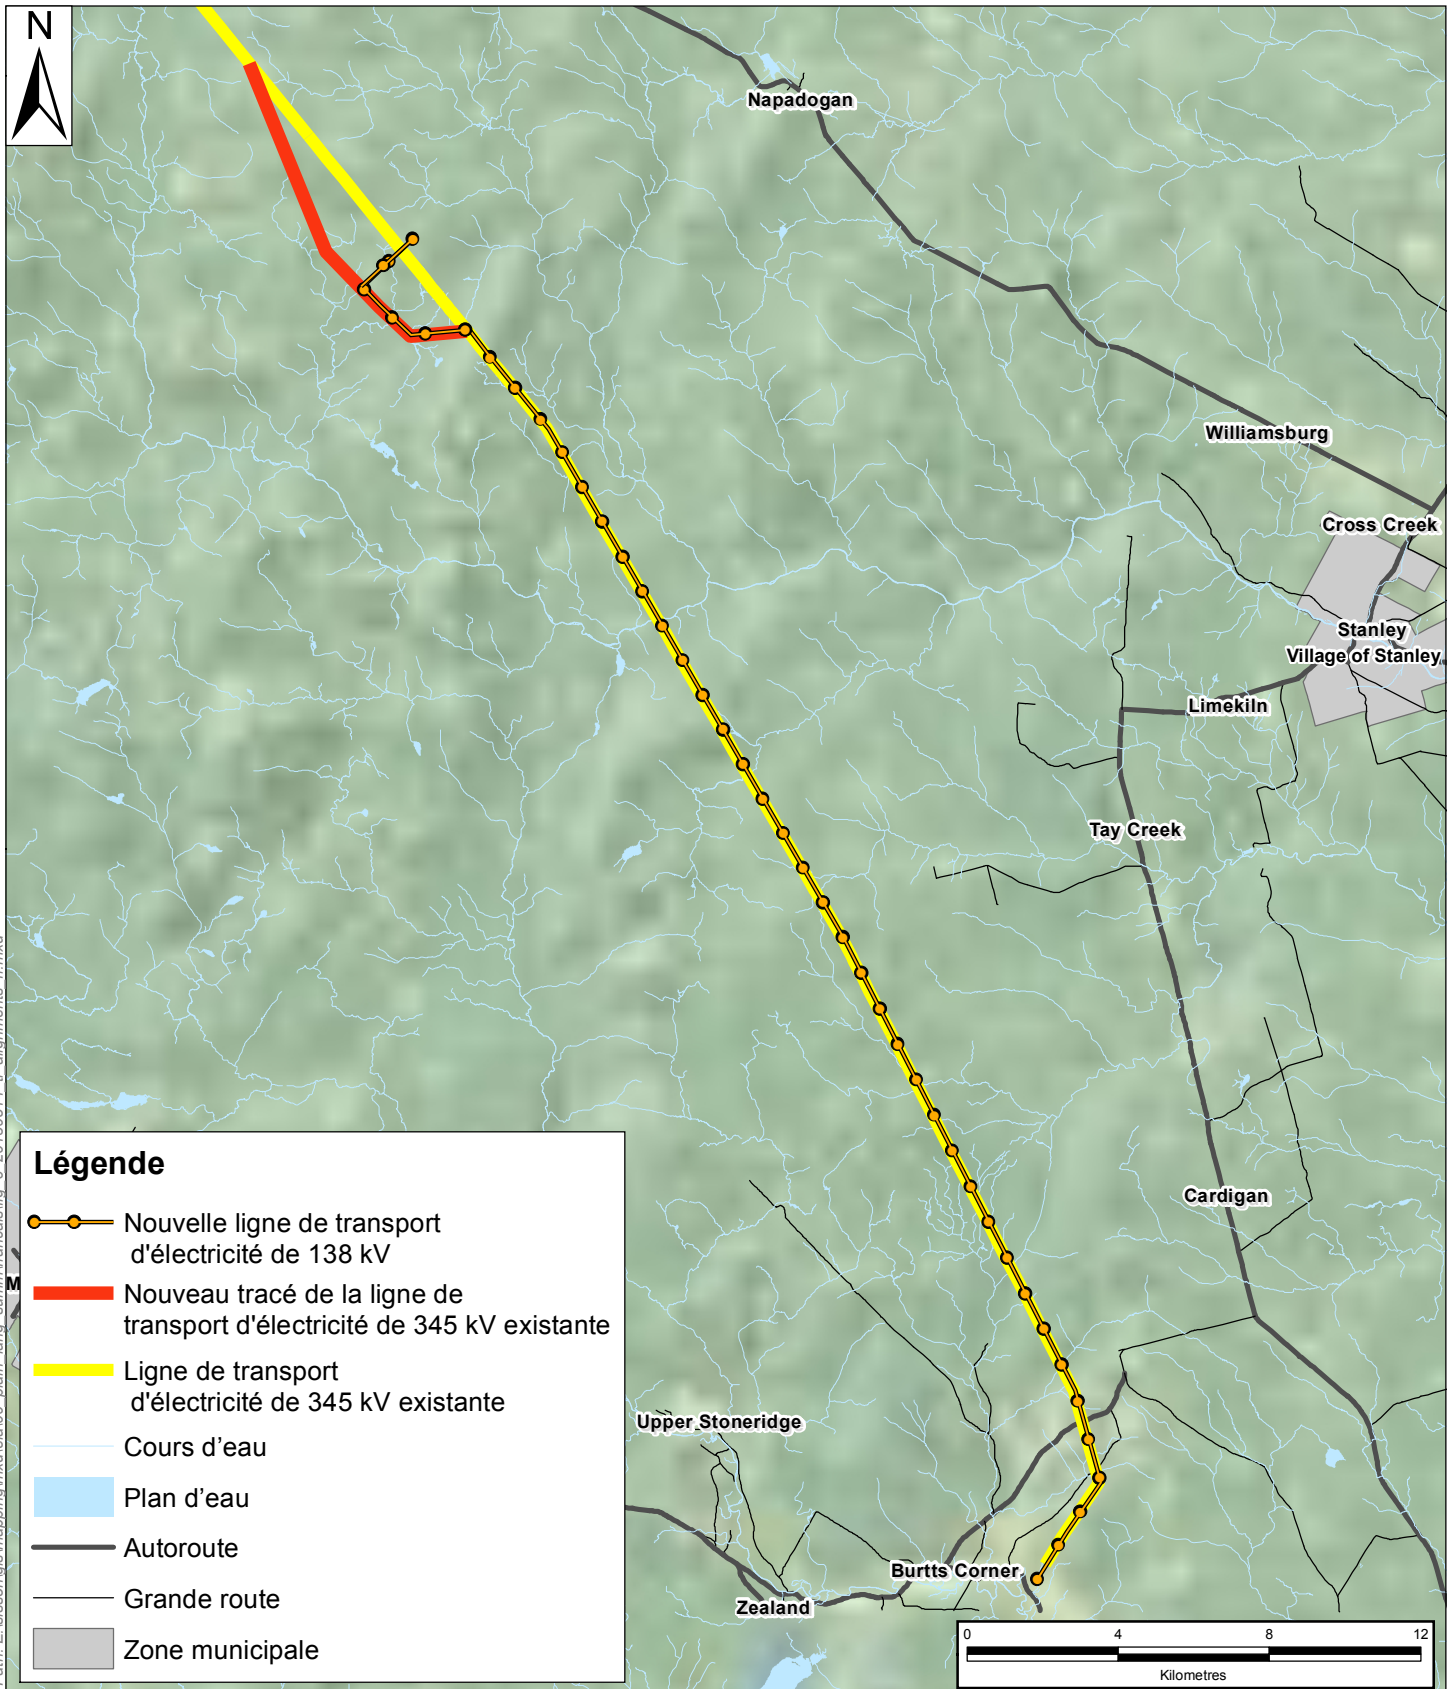 N
Napadogan
Williamsburg
Cross Creek
Stanley
Village of Stanley
Limekiln
Tay Creek
Cardigan
Upper Stoneridge
Burtts Corner
Zealand
M
Légende
Nouvelle ligne de transport
d'électricité de 138 kV
Nouveau tracé de la ligne de
transport d'électricité de 345 kV existante
Ligne de transport
d'électricité de 345 kV existante
Cours d’eau
Plan d’eau
Autoroute
Grande route
Zone municipale
0 4 8 12
Kilometres